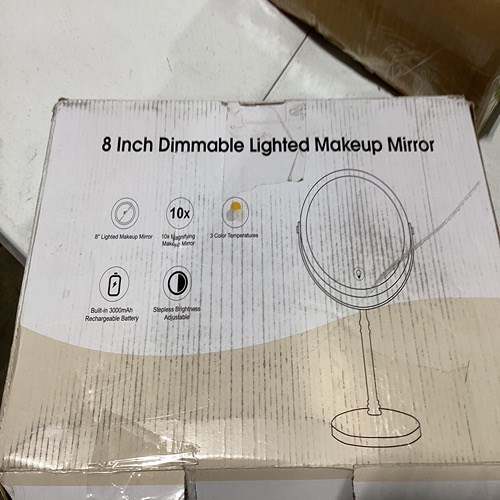 8 Inch Dimmable Lighted Makeup Mirror
10x
8" Lighted Makeup Mirror
10x Magnifying
Makeup Mirror
3 Color Temperatures
Built-in 3000mAh
Rechargeable Battery
Stepless Brightness
Adjustable